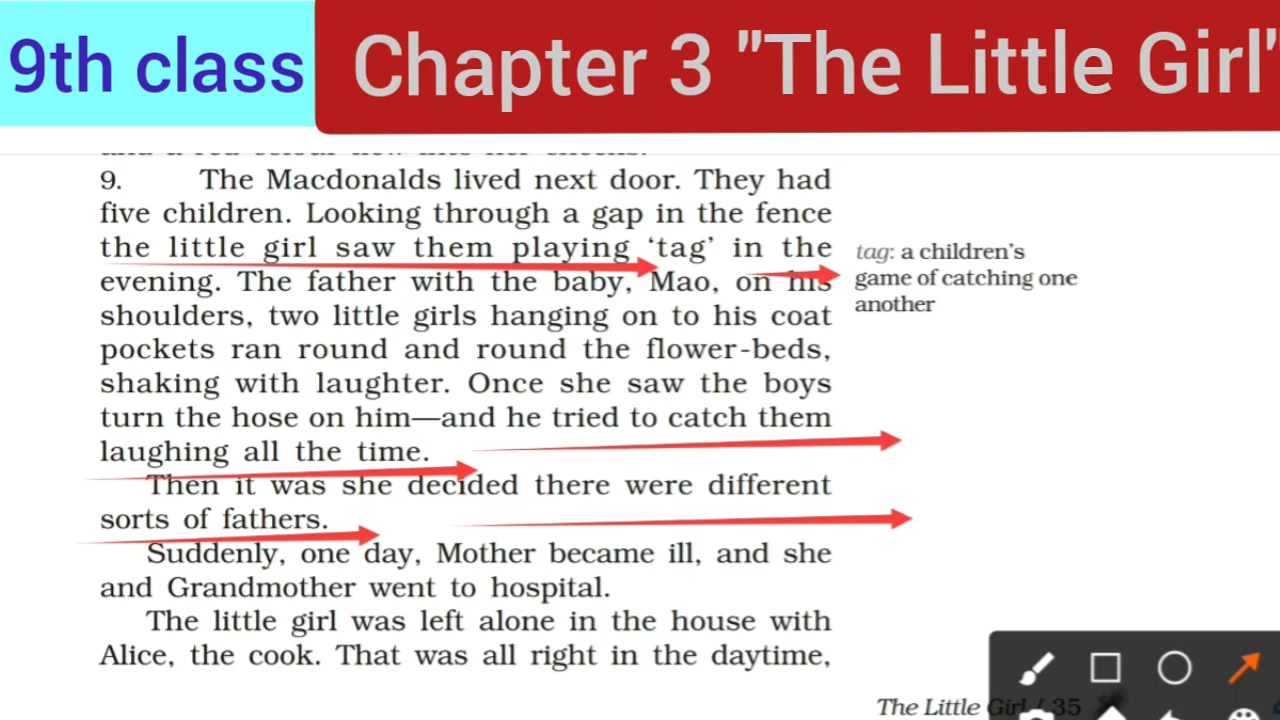 9th class
Chapter 3 "The Little Girl"
9. The Macdonalds lived next door. They had
five children. Looking through a gap in the fence
the little girl saw them playing ‘tag’ in the
evening. The father with the baby, Mao, on his
shoulders, two little girls hanging on to his coat
pockets ran round and round the flower-beds,
shaking with laughter. Once she saw the boys
turn the hose on him—and he tried to catch them
laughing all the time.
Then it was she decided there were different
sorts of fathers.
Suddenly, one day, Mother became ill, and she
and Grandmother went to hospital.
The little girl was left alone in the house with
Alice, the cook. That was all right in the daytime,
tag: a children’s
game of catching one
another
The Little Girl / 35